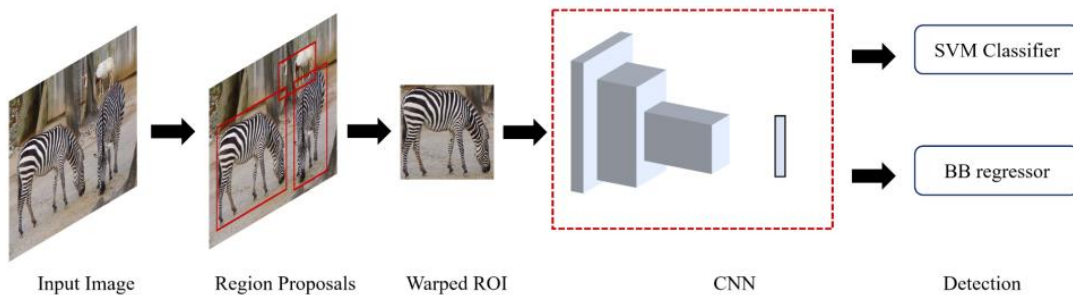 SVM Classifier
BB regressor
Input Image
Region Proposals
Warped ROI
CNN
Detection